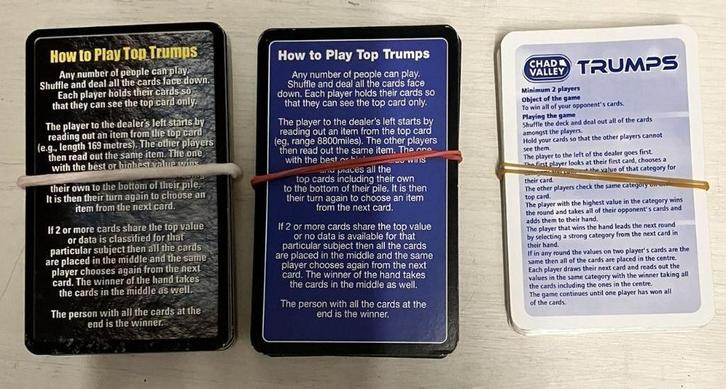 How to Play Top Trumps
Any number of people can play.
Shuffle and deal all the cards face down.
Each player holds their cards so
that they can see the top card only.
The player to the dealer's left starts by
reading out an item from the top card
(e.g., length 169 metres). The other players
then read out the same item. The one
with the best or highest value wins
their own to the bottom of their pile.
It is then their turn again to choose an
item from the next card.
If 2 or more cards share the top value
or data is classified for that
particular subject then all the cards
are placed in the middle and the same
player chooses again from the next
card. The winner of the hand takes
the cards in the middle as well.
The person with all the cards at the
end is the winner.
How to Play Top Trumps
Any number of people can play.
Shuffle and deal all the cards face
down. Each player holds their cards so
that they can see the top card only.
The player to the dealer's left starts by
reading out an item from the top card
(eg, range 8800miles). The other players
then read out the same item. The one
with the best or wins
and places all the
top cards including their own
to the bottom of their pile. It is then
their turn again to choose an item
from the next card.
If 2 or more cards share the top value
or no data is available for that
particular subject then all the cards
are placed in the middle and the same
player chooses again from the next
card. The winner of the hand takes
the cards in the middle as well.
The person with all the cards at the
end is the winner.
CHAD
VALLEY
TRUMPS
Minimum 2 players
Object of the game
To win all of your opponent's cards.
Playing the game
Shuffle the deck and deal out all of the cards
amongst the players.
Hold your cards so that the other players cannot
see them.
The player to the left of the dealer goes first.
The first player looks at their first card, chooses a
the value of that category for
their card.
The other players check the same category on
top card.
The player with the highest value in the category wins
the round and takes all of their opponent's cards and
adds them to their hand.
The player that wins the hand leads the next round
by selecting a strong category from the next card in
their hand.
If in any round the values on two player's cards are the
same then all of the cards are placed in the centre.
Each player draws their next card and reads out the
values in the same category with the winner taking all
the cards including the ones in the centre.
The game continues until one player has won all
of the cards.